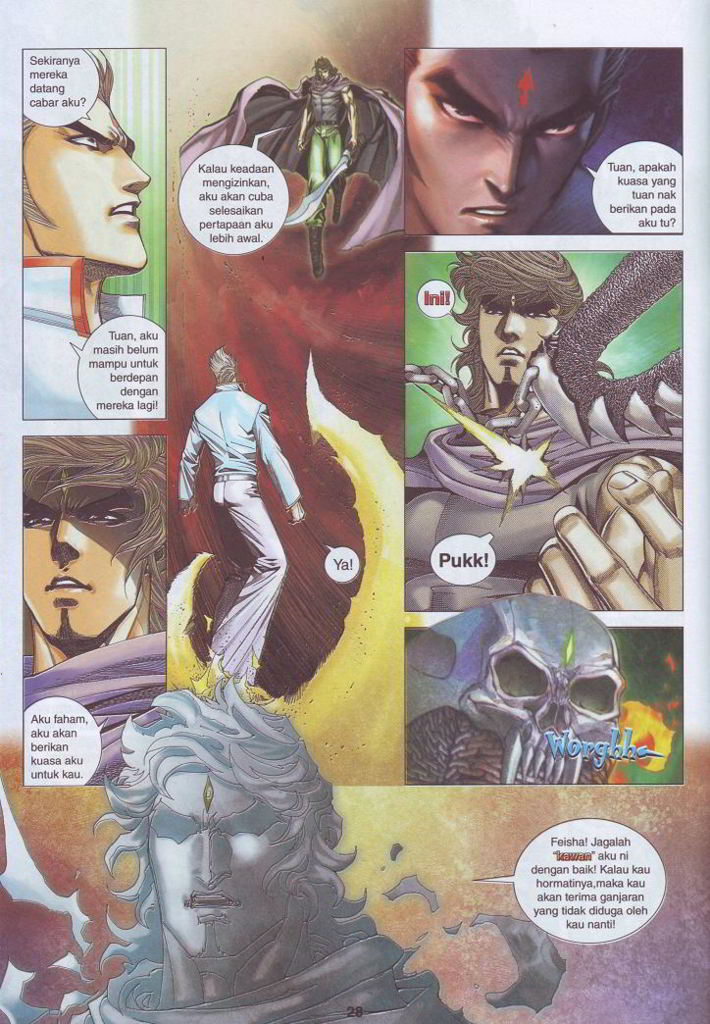 Sekiranya
mereka
datang
cabar aku?
Tuan, aku
masih belum
mampu untuk
berdepan
dengan
mereka lagi!
Aku faham,
aku akan
berikan
kuasa aku
untuk kau.
Kalau keadaan
mengizinkan,
aku akan cuba
selesaikan
pertapaan aku
lebih awal.
Ya!
Tuan, apakah
kuasa yang
tuan nak
berikan pada
aku tu?
Ini!
Pukk!
Worghh~
Feisha! Jagalah
"kawan" aku ni
dengan baik! Kalau kau
hormatinya,maka kau
akan terima ganjaran
yang tidak diduga oleh
kau nanti!
28